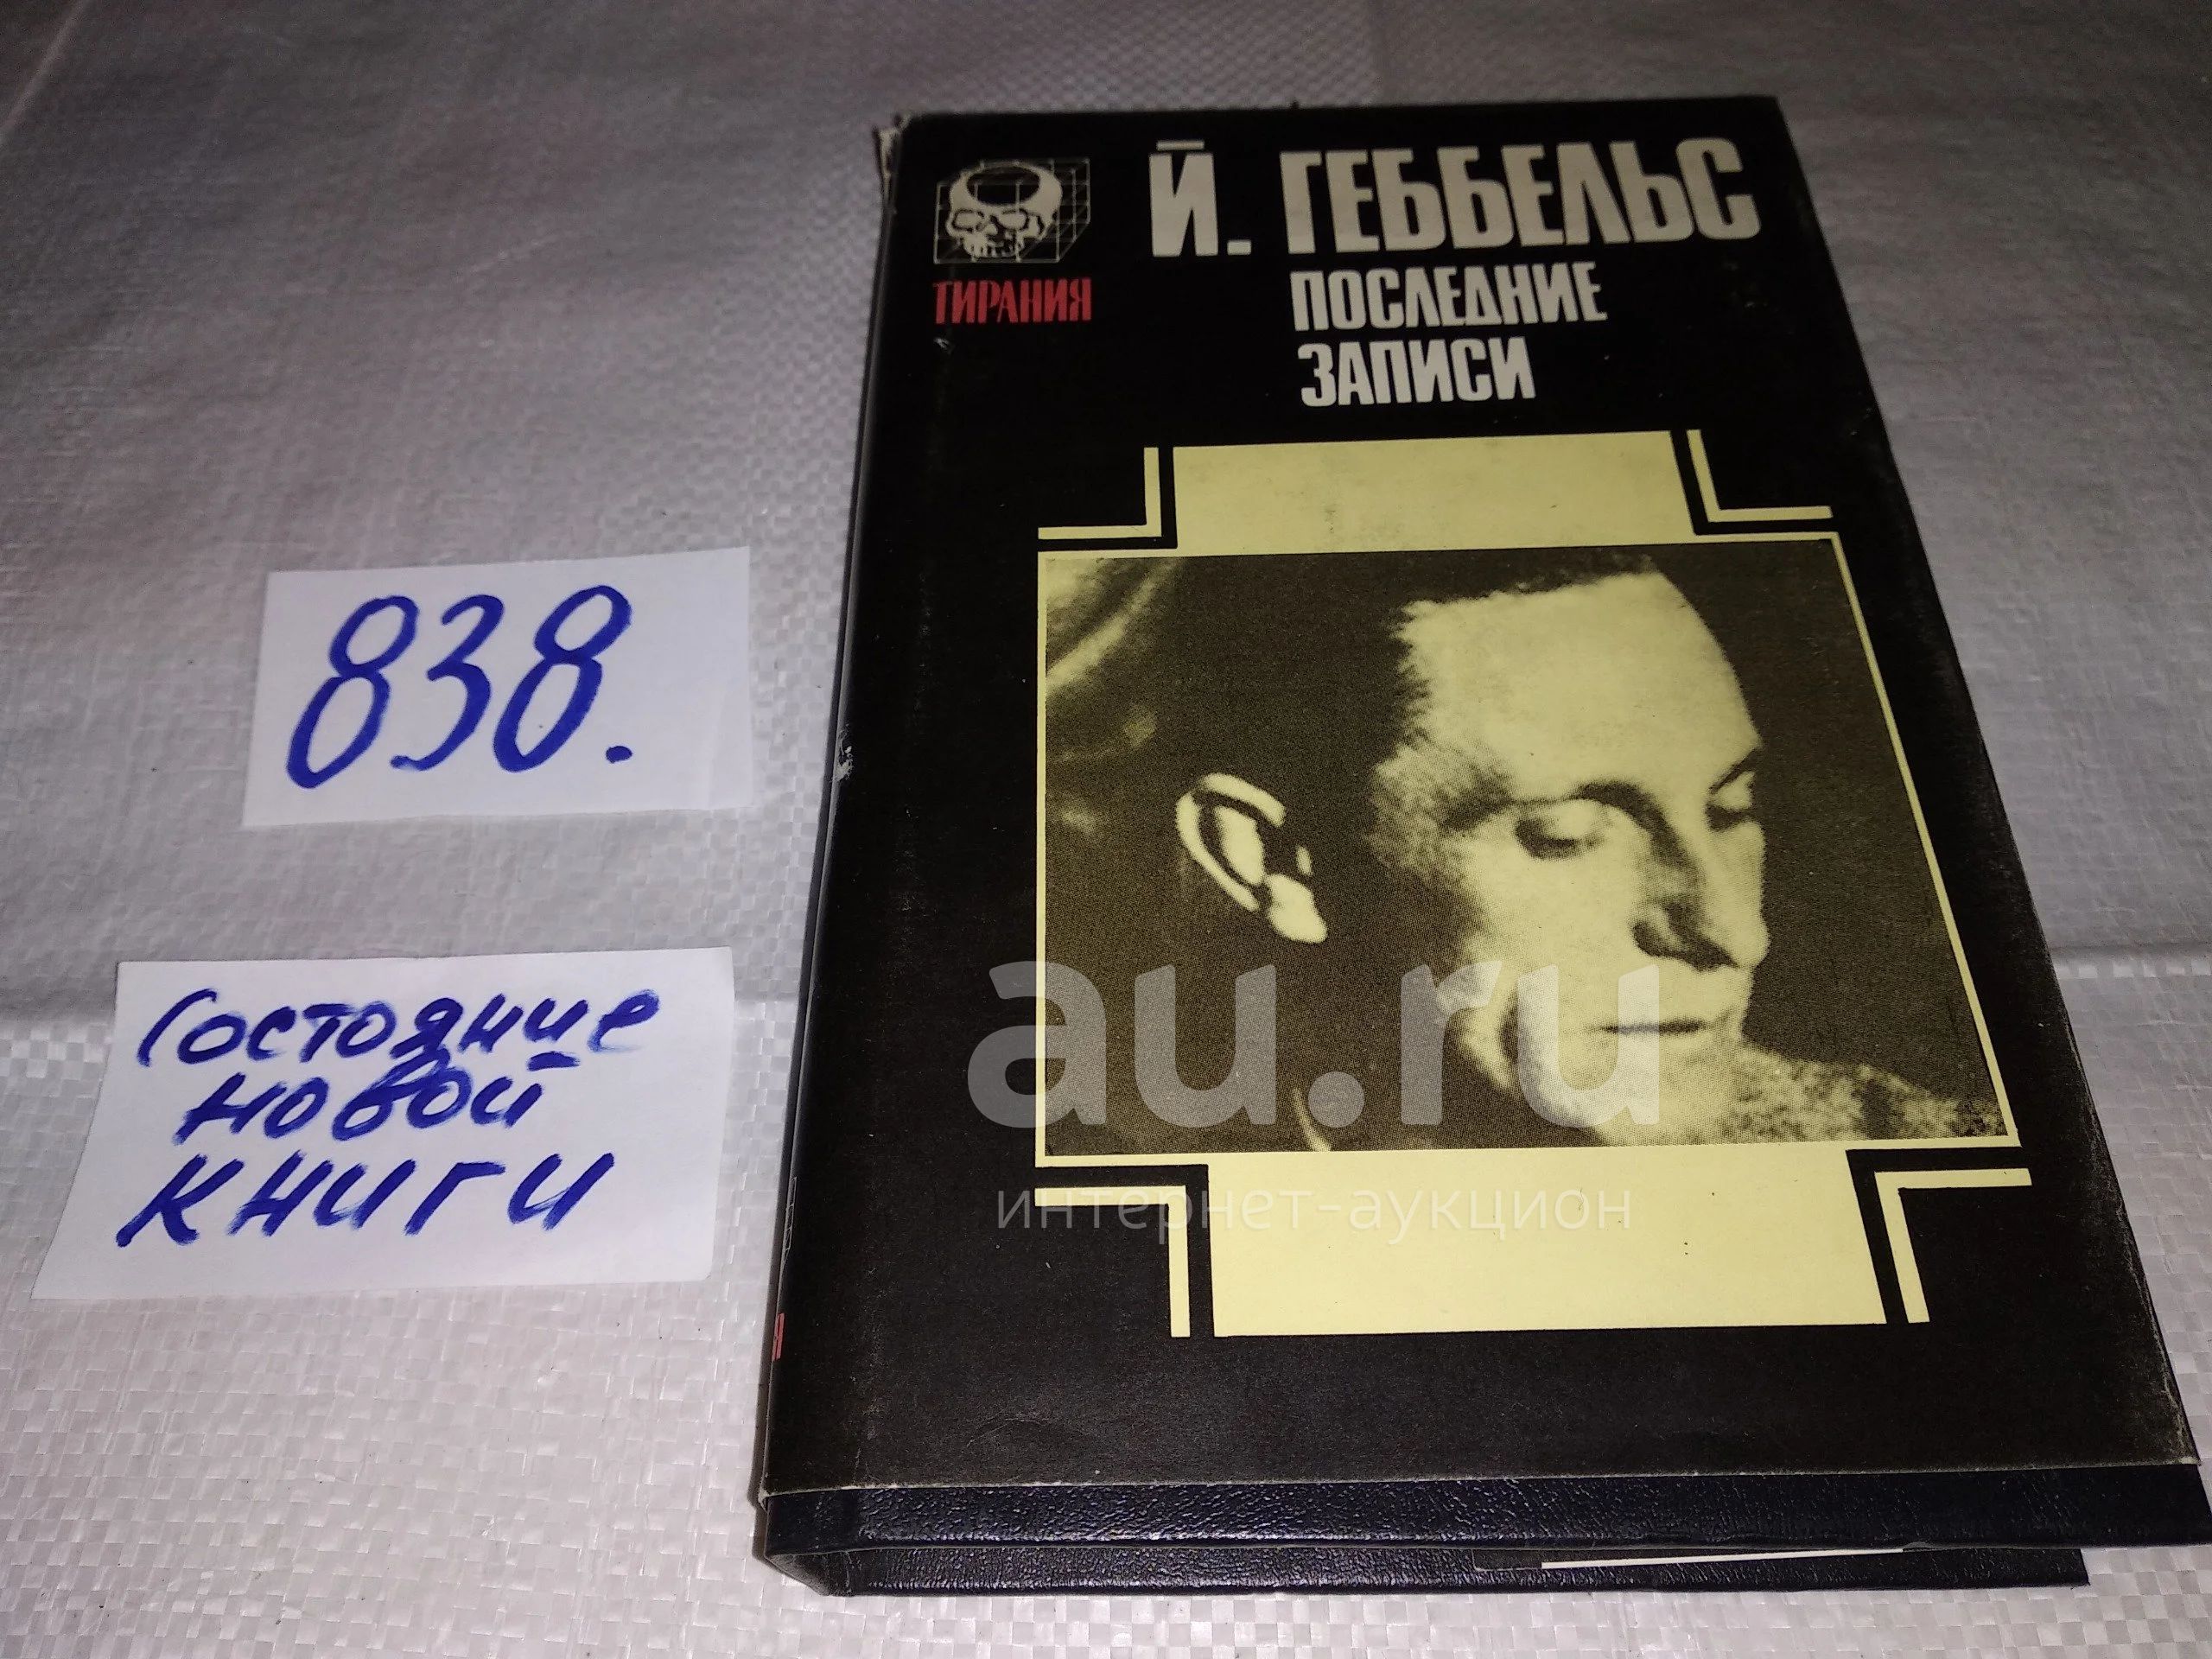 Й. ГЕББЕЛЬС
ПОСЛЕДНИЕ
ЗАПИСИ
ТИРАНИЯ
838.
Состояние
новой
книги
au.ru
интернет-аукцион